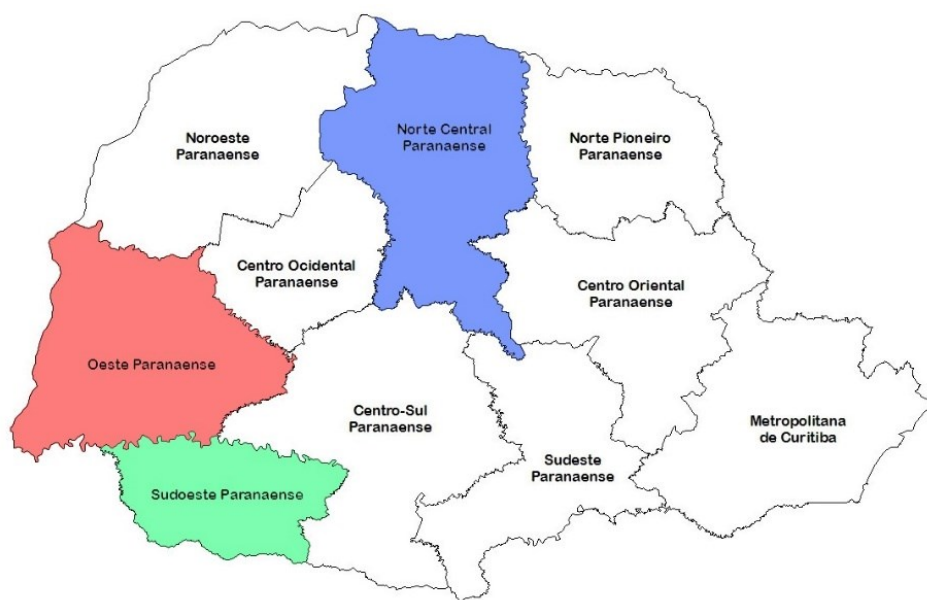 Noroeste
Paranaense
Norte Central
Paranaense
Norte Pioneiro
Paranaense
Centro Ocidental
Paranaense
Centro Oriental
Paranaense
Oeste Paranaense
Centro-Sul
Paranaense
Metropolitana
de Curitiba
Sudeste
Paranaense
Sudoeste Paranaense